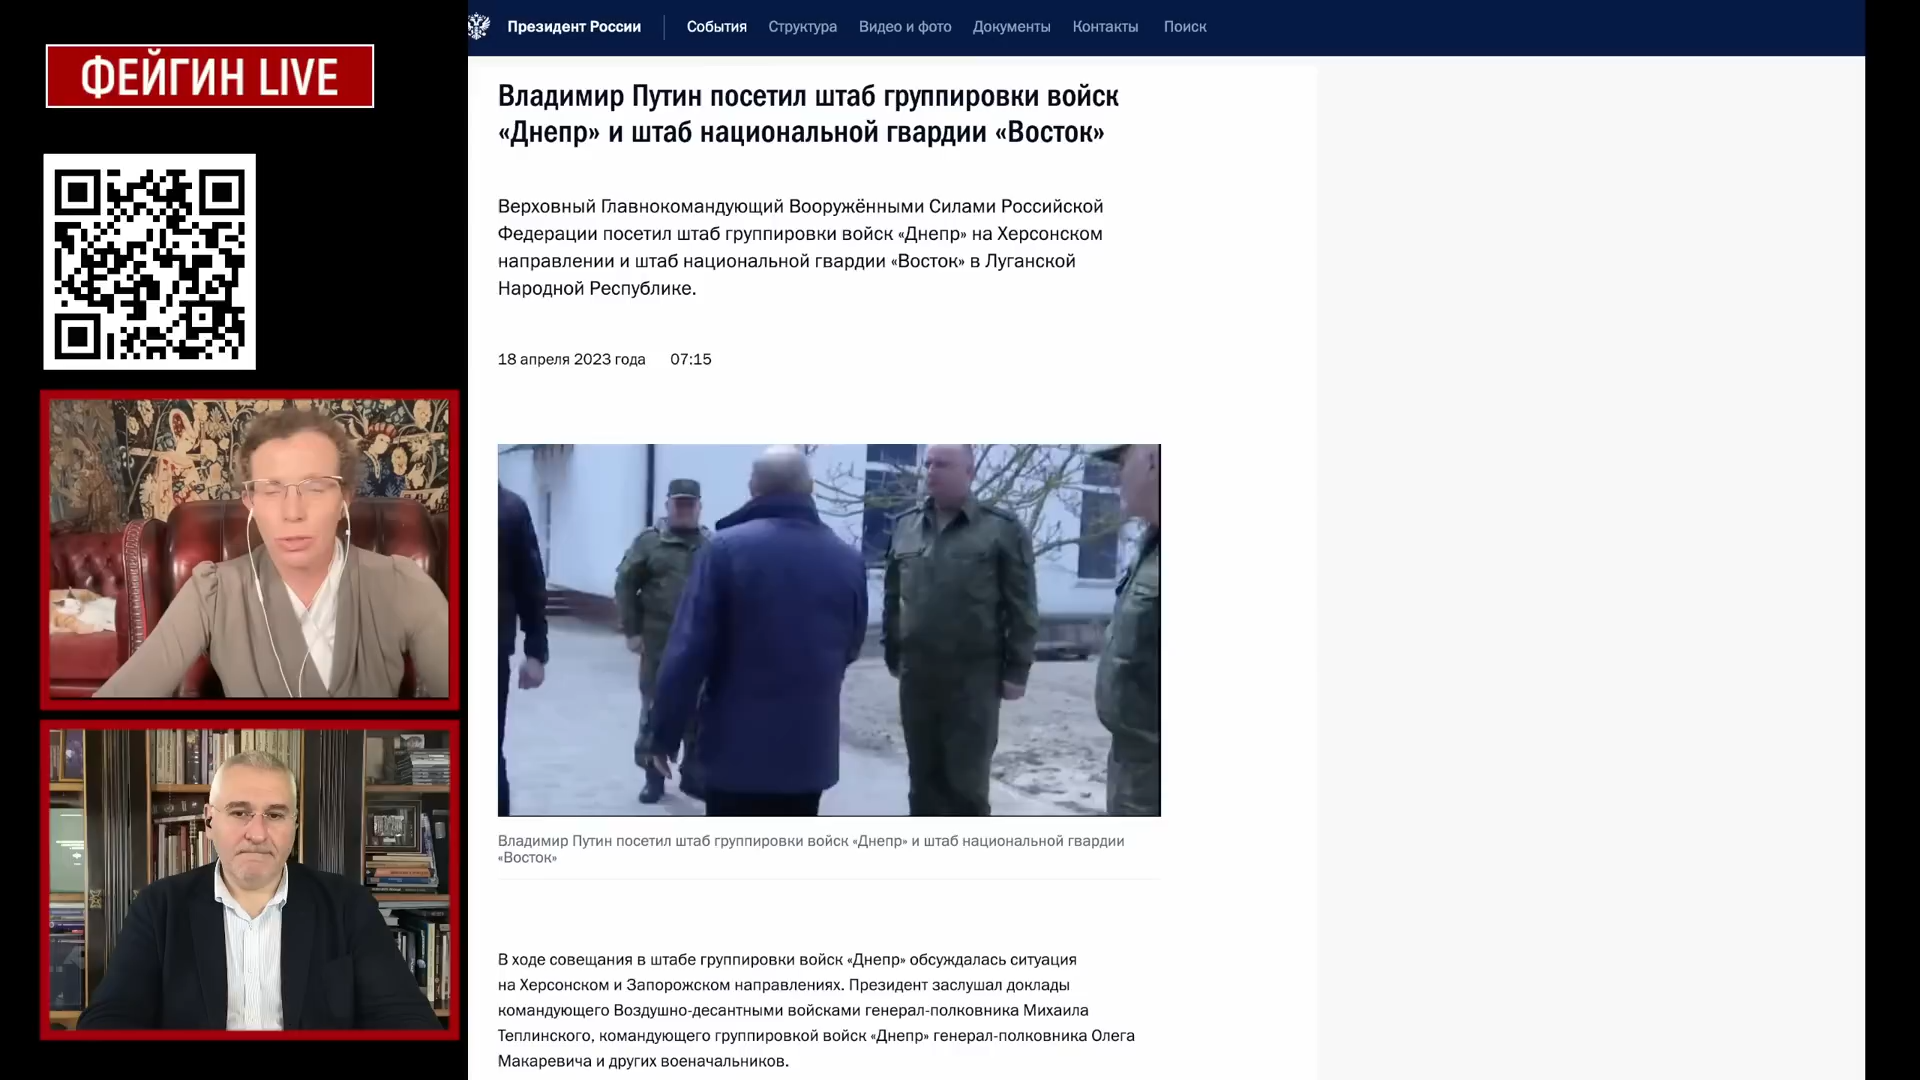 ФЕЙГИН LIVE
Президент России
События
Структура
Видео и фото
Документы
Контакты
Поиск
Владимир Путин посетил штаб группировки войск
«Днепр» и штаб национальной гвардии «Восток»
Верховный Главнокомандующий Вооружёнными Силами Российской
Федерации посетил штаб группировки войск «Днепр» на Херсонском
направлении и штаб национальной гвардии «Восток» в Луганской
Народной Республике.
18 апреля 2023 года 07:15
Владимир Путин посетил штаб группировки войск «Днепр» и штаб национальной гвардии
«Восток»
В ходе совещания в штабе группировки войск «Днепр» обсуждалась ситуация
на Херсонском и Запорожском направлениях. Президент заслушал доклады
командующего Воздушно-десантными войсками генерал-полковника Михаила
Теплинского, командующего группировкой войск «Днепр» генерал-полковника Олега
Макаревича и других военачальников.